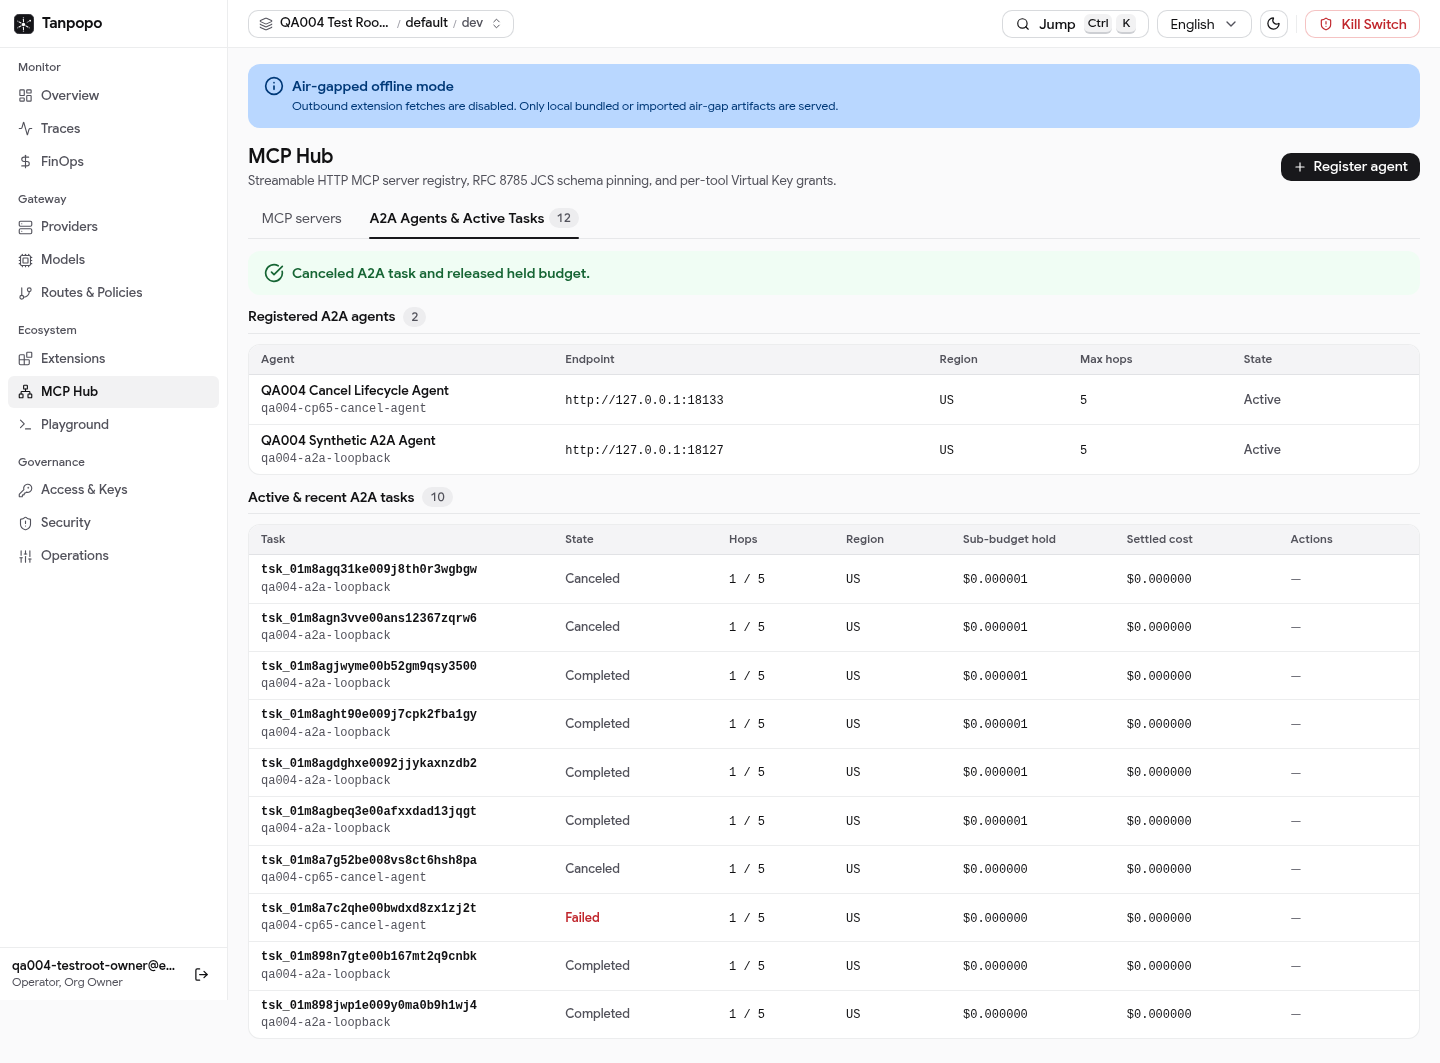 Tanpopo
QA004 Test Roo... / default / dev
Jump Ctrl K
English
Kill Switch
Monitor
Overview
Traces
FinOps
Gateway
Providers
Models
Routes & Policies
Ecosystem
Extensions
MCP Hub
Playground
Governance
Access & Keys
Security
Operations
qa004-testroot-owner@e...
Operator, Org Owner
Air-gapped offline mode
Outbound extension fetches are disabled. Only local bundled or imported air-gap artifacts are served.
MCP Hub
Streamable HTTP MCP server registry, RFC 8785 JCS schema pinning, and per-tool Virtual Key grants.
Register agent
MCP servers
A2A Agents & Active Tasks 12
Canceled A2A task and released held budget.
Registered A2A agents 2
Agent Endpoint Region Max hops State
QA004 Cancel Lifecycle Agent
qa004-cp65-cancel-agent
http://127.0.0.1:18133 US 5 Active
QA004 Synthetic A2A Agent
qa004-a2a-loopback
http://127.0.0.1:18127 US 5 Active
Active & recent A2A tasks 10
Task State Hops Region Sub-budget hold Settled cost Actions
tsk_01m8agq31ke009j8th0r3wgbgw
qa004-a2a-loopback
Canceled 1 / 5 US $0.000001 $0.000000 —
tsk_01m8agn3vve00ans12367zqrw6
qa004-a2a-loopback
Canceled 1 / 5 US $0.000001 $0.000000 —
tsk_01m8agjwyme00b52gm9qsy3500
qa004-a2a-loopback
Completed 1 / 5 US $0.000001 $0.000000 —
tsk_01m8aght90e009j7cpk2fba1gy
qa004-a2a-loopback
Completed 1 / 5 US $0.000001 $0.000000 —
tsk_01m8agdghxe0092jjykaxnzdb2
qa004-a2a-loopback
Completed 1 / 5 US $0.000001 $0.000000 —
tsk_01m8agbeq3e00afxxdad13jqgt
qa004-a2a-loopback
Completed 1 / 5 US $0.000001 $0.000000 —
tsk_01m8a7g52be008vs8ct6hsh8pa
qa004-cp65-cancel-agent
Canceled 1 / 5 US $0.000000 $0.000000 —
tsk_01m8a7c2qhe00bwdxd8zx1zj2t
qa004-cp65-cancel-agent
Failed 1 / 5 US $0.000000 $0.000000 —
tsk_01m898n7gte00b167mt2q9cnbk
qa004-a2a-loopback
Completed 1 / 5 US $0.000000 $0.000000 —
tsk_01m898jwp1e009y0ma0b9h1wj4
qa004-a2a-loopback
Completed 1 / 5 US $0.000000 $0.000000 —